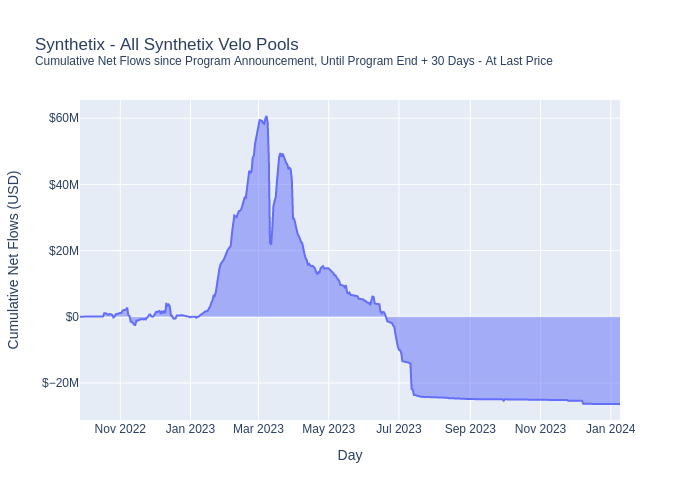 Synthetix - All Synthetix Velo Pools
Cumulative Net Flows since Program Announcement, Until Program End + 30 Days - At Last Price
Cumulative Net Flows (USD)
$60M
$40M
$20M
$0
$−20M
Nov 2022
Jan 2023
Mar 2023
May 2023
Jul 2023
Sep 2023
Nov 2023
Jan 2024
Day